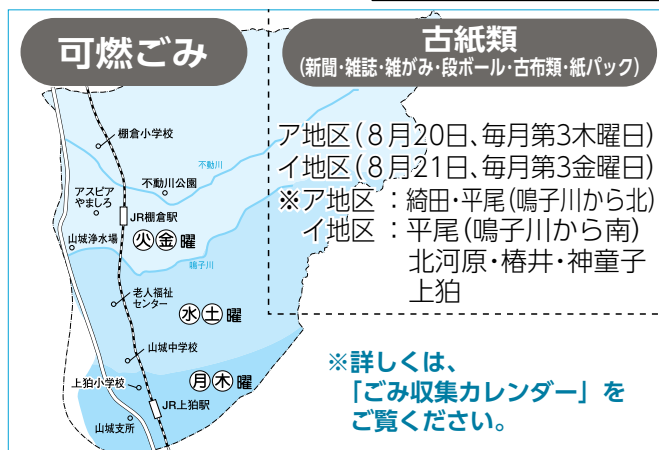 可燃ごみ
古紙類
(新聞・雑誌・雑がみ・段ボール・古布類・紙パック)
ア地区(8月20日、毎月第3木曜日)
イ地区(8月21日、毎月第3金曜日)
※ア地区:綺田・平尾(鳴子川から北)
イ地区:平尾(鳴子川から南)
北河原・椿井・神童子
上狛
棚倉小学校
不動川
不動川公園
アスピア
やましろ
JR棚倉駅
山城浄水場
火金曜
鳴子川
老人福祉
センター
水土曜
山城中学校
上狛小学校
月木曜
JR上狛駅
山城支所
※詳しくは、
「ごみ収集カレンダー」を
ご覧ください。